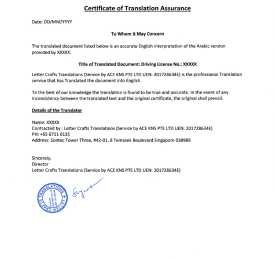 Certificate of Translation Assurance
Date: DD/MM/YYYY
To Whom It May Concern
The translated document listed below is an accurate English interpretation of the Arabic version
provided by XXXXX.
Title of Translated Document: Driving License No.: XXXXX
Letter Crafts Translations (Service by ACE KNS PTE LTD UEN: 201728634E) is the professional Translation
service that has Translated the document into English.
To the best of our knowledge the translation is found to be true and accurate. In the event of any
inconsistency between the translated text and the original certificate, the original shall prevail.
Details of the Translator
Name: XXXXX
Contracted by : Letter Crafts Translations (Service by ACE KNS PTE LTD UEN: 201728634E)
PH: +65 6711 0135
Address: Suntec Tower Three, #42-01, 8 Temasek Boulevard Singapore 038988
Sincerely,
Director
Letter Crafts Translations (Service by ACE KNS PTE LTD UEN: 201728634E)